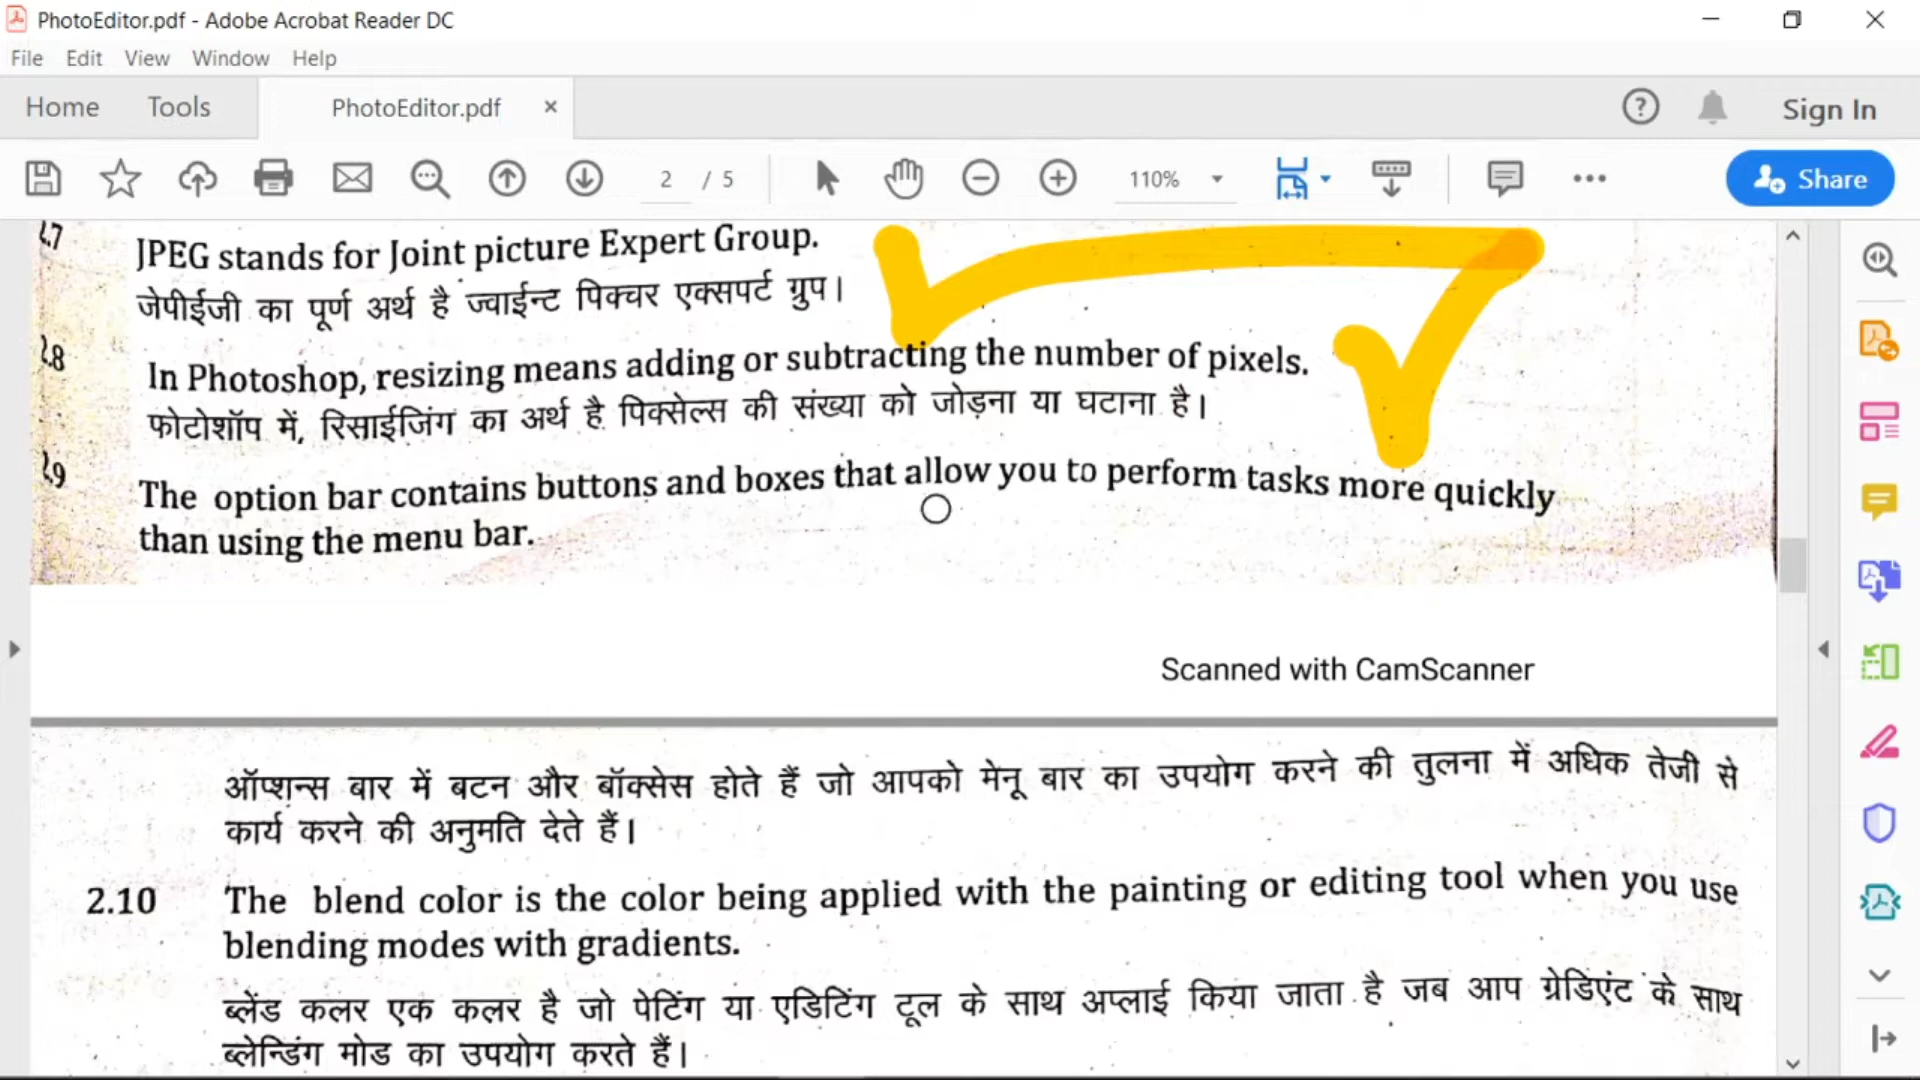 PhotoEditor.pdf - Adobe Acrobat Reader DC
File Edit View Window Help
Home Tools PhotoEditor.pdf Sign In
2 / 5 110% Share
JPEG stands for Joint picture Expert Group.
जेपीईजी का पूर्ण अर्थ है ज्वाईन्ट पिक्चर एक्सपर्ट ग्रुप।
2.8 In Photoshop, resizing means adding or subtracting the number of pixels.
फोटोशॉप में, रिसाईजिंग का अर्थ है पिक्सेल्स की संख्या को जोड़ना या घटाना है।
2.9 The option bar contains buttons and boxes that allow you to perform tasks more quickly
than using the menu bar.
Scanned with CamScanner
ऑप्शन्स बार में बटन और बॉक्सेस होते हैं जो आपको मेनू बार का उपयोग करने की तुलना में अधिक तेजी से
कार्य करने की अनुमति देते हैं।
2.10 The blend color is the color being applied with the painting or editing tool when you use
blending modes with gradients.
ब्लेंड कलर एक कलर है जो पेटिंग या एडिटिंग टूल के साथ अप्लाई किया जाता है जब आप ग्रेडिएंट के साथ
ब्लेन्डिंग मोड का उपयोग करते हैं।